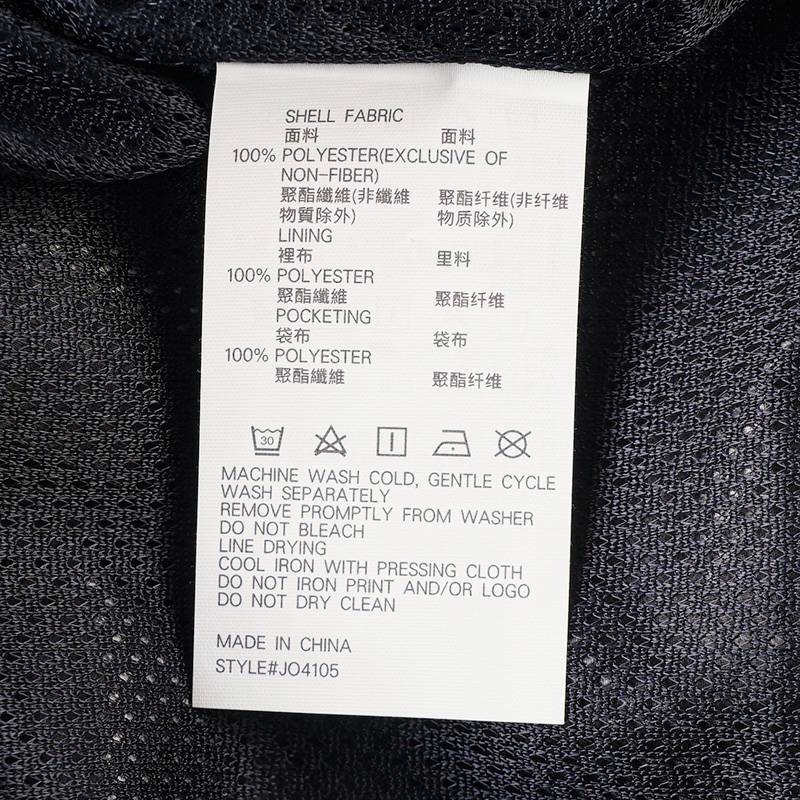 SHELL FABRIC
面料 面料
100% POLYESTER(EXCLUSIVE OF
NON-FIBER)
聚酯纖維(非纖維 聚酯纤维(非纤维
物質除外) 物质除外)
LINING
裡布 里料
100% POLYESTER
聚酯纖維 聚酯纤维
POCKETING
袋布 袋布
100% POLYESTER
聚酯纖維 聚酯纤维
30
MACHINE WASH COLD, GENTLE CYCLE
WASH SEPARATELY
REMOVE PROMPTLY FROM WASHER
DO NOT BLEACH
LINE DRYING
COOL IRON WITH PRESSING CLOTH
DO NOT IRON PRINT AND/OR LOGO
DO NOT DRY CLEAN
MADE IN CHINA
STYLE#JO4105